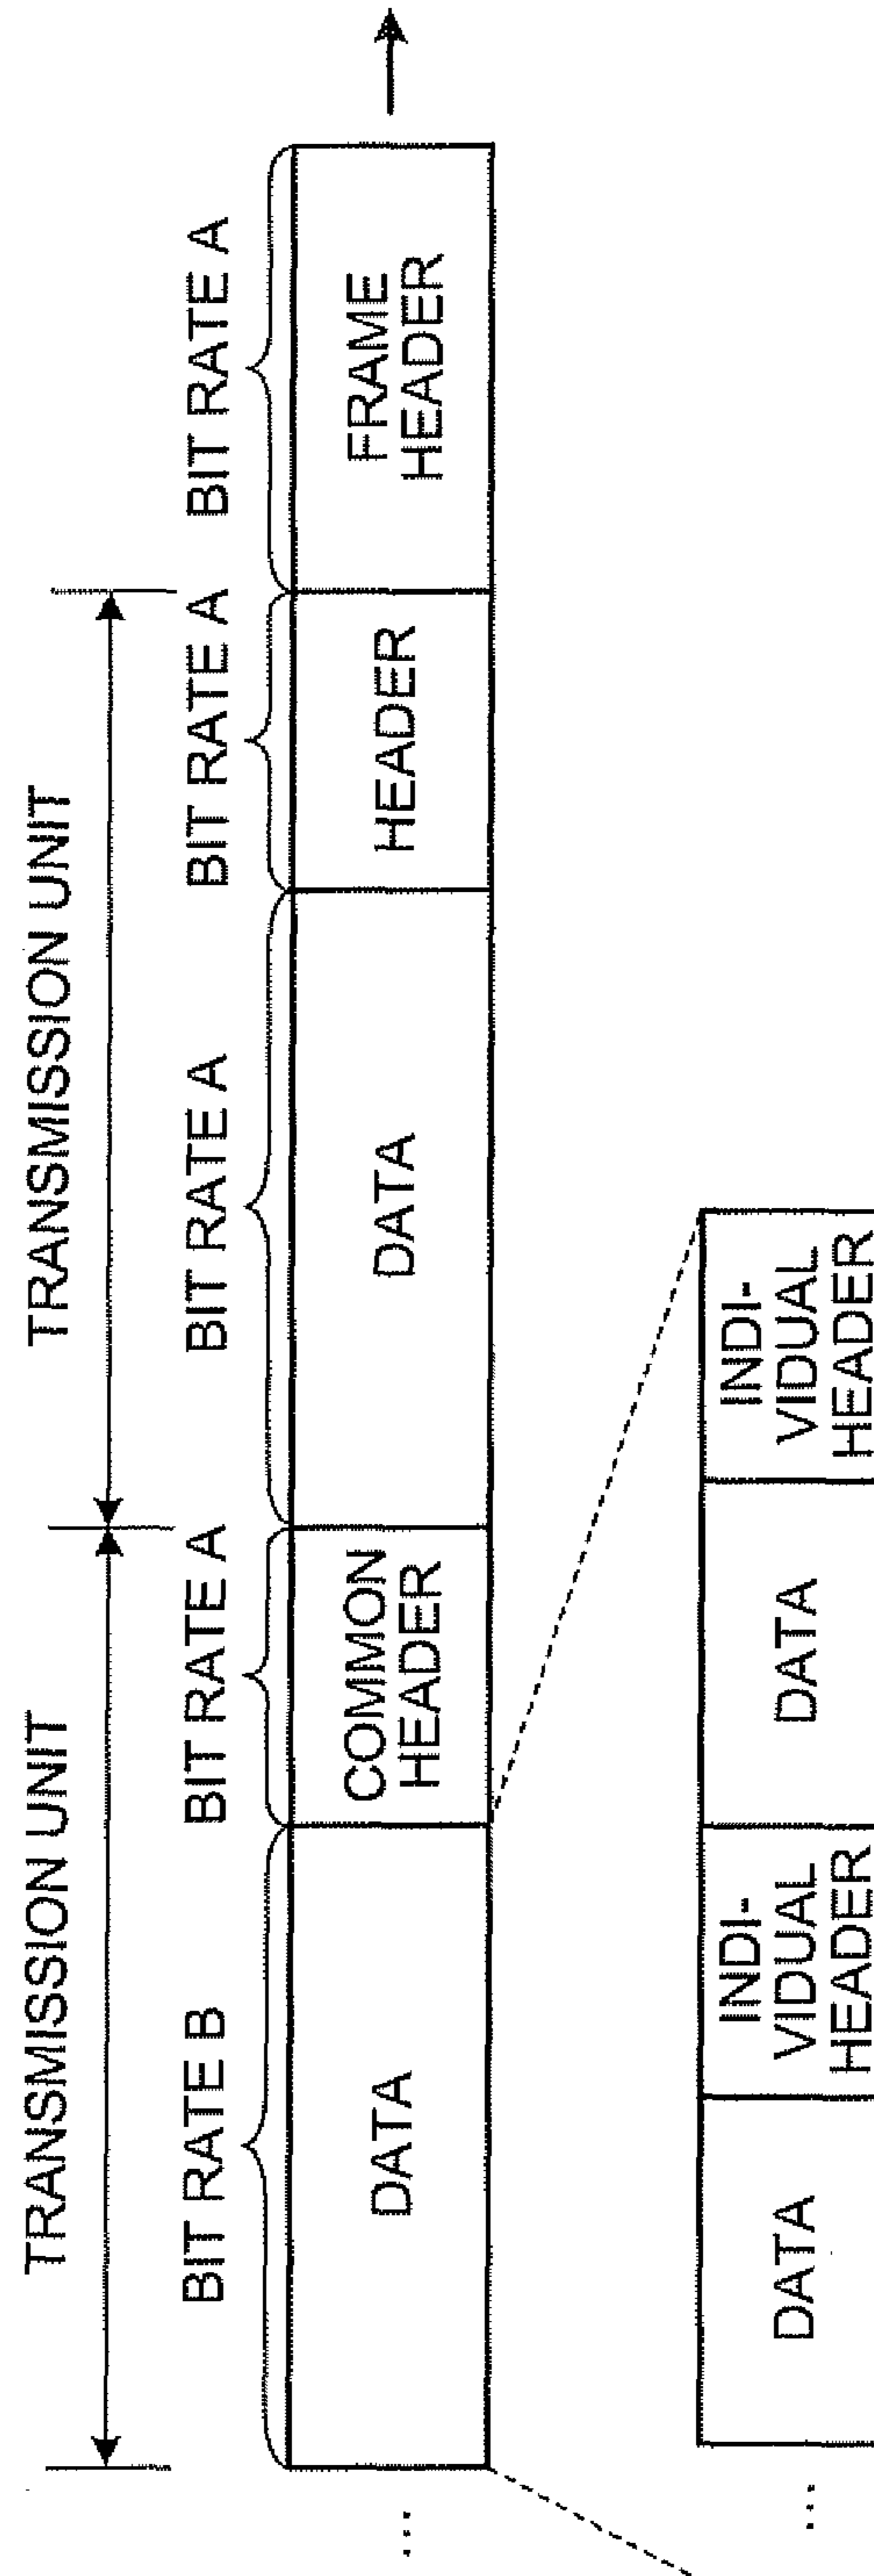 TRANSMISSION UNIT
TRANSMISSION UNIT
BIT RATE B
BIT RATE A
BIT RATE A
BIT RATE A
BIT RATE A
...
DATA
COMMON
HEADER
DATA
HEADER
FRAME
HEADER
...
DATA
INDI-
VIDUAL
HEADER
DATA
INDI-
VIDUAL
HEADER